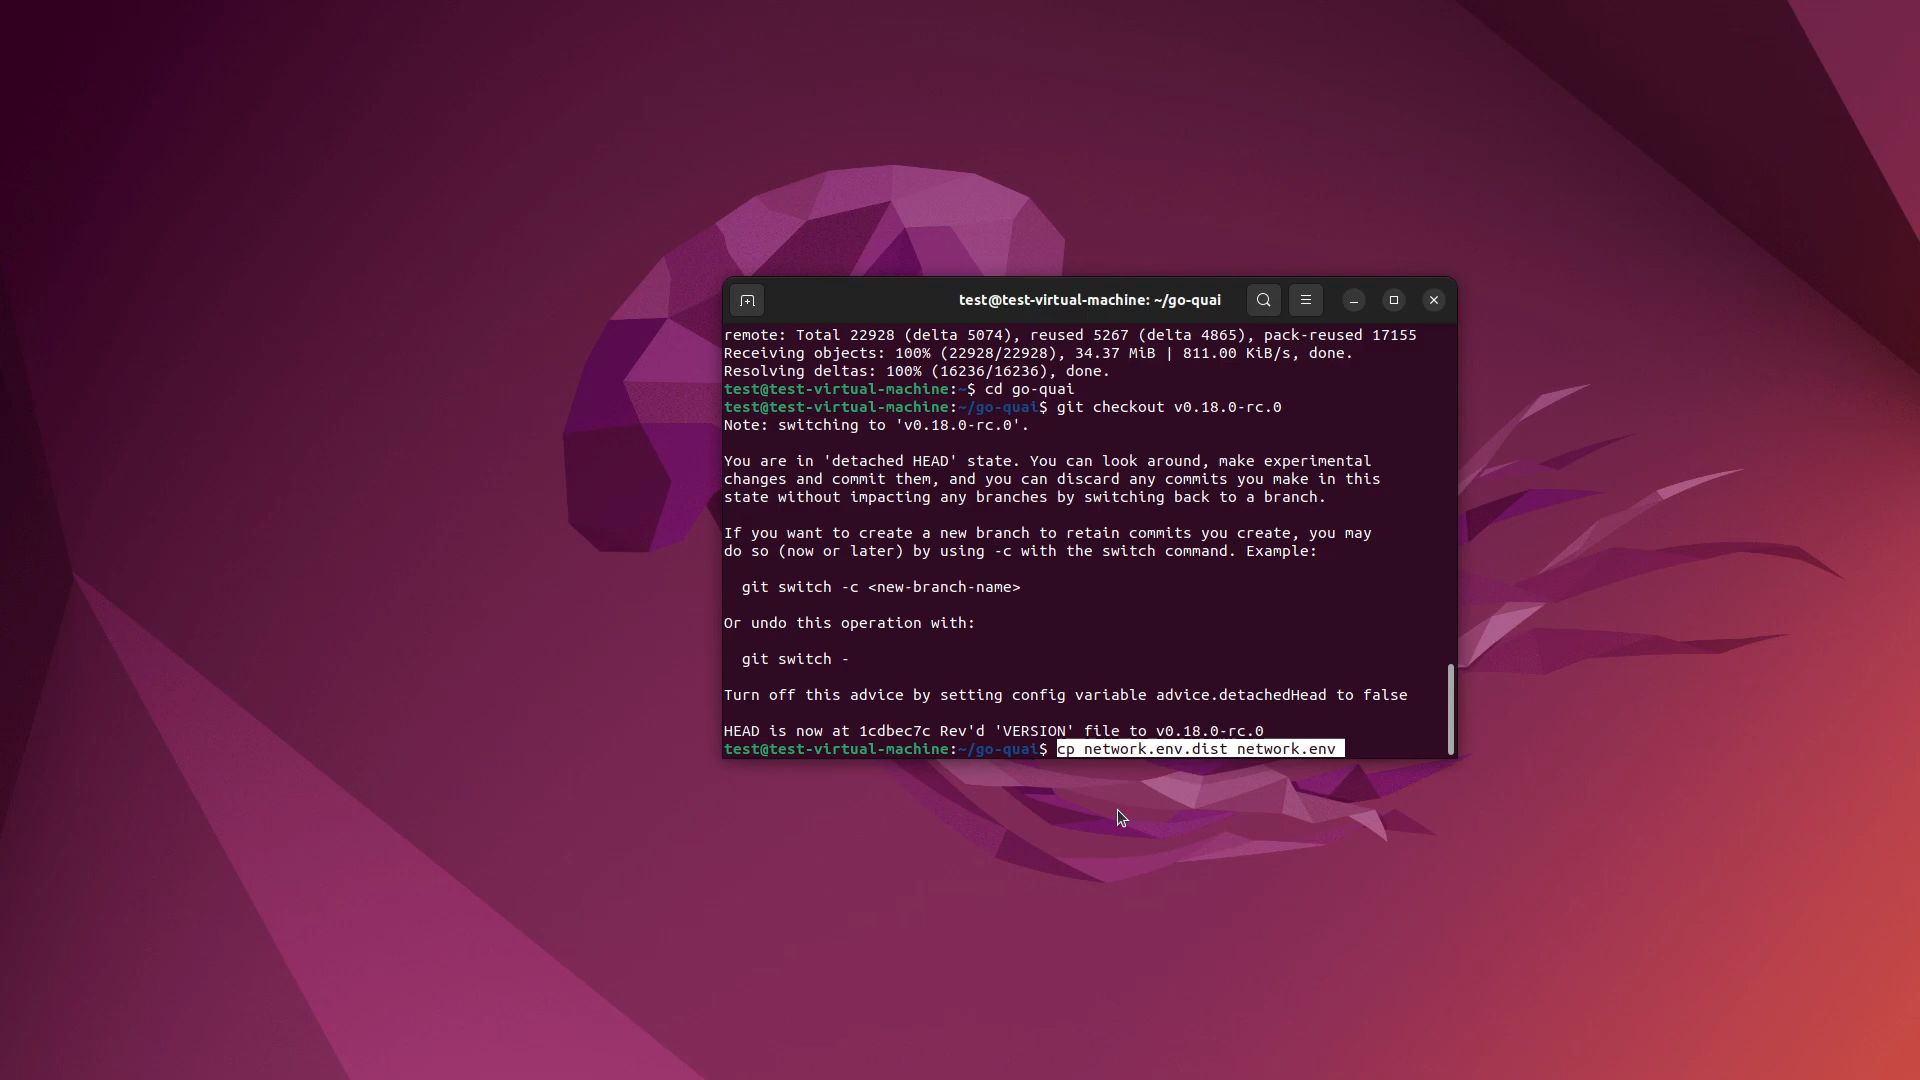 test@test-virtual-machine: ~/go-quai
remote: Total 22928 (delta 5074), reused 5267 (delta 4865), pack-reused 17155
Receiving objects: 100% (22928/22928), 34.37 MiB | 811.00 KiB/s, done.
Resolving deltas: 100% (16236/16236), done.
test@test-virtual-machine:~$ cd go-quai
test@test-virtual-machine:~/go-quai$ git checkout v0.18.0-rc.0
Note: switching to 'v0.18.0-rc.0'.
You are in 'detached HEAD' state. You can look around, make experimental
changes and commit them, and you can discard any commits you make in this
state without impacting any branches by switching back to a branch.
If you want to create a new branch to retain commits you create, you may
do so (now or later) by using -c with the switch command. Example:
git switch -c <new-branch-name>
Or undo this operation with:
git switch -
Turn off this advice by setting config variable advice.detachedHead to false
HEAD is now at 1cdbec7c Rev'd 'VERSION' file to v0.18.0-rc.0
test@test-virtual-machine:~/go-quai$ cp network.env.dist network.env